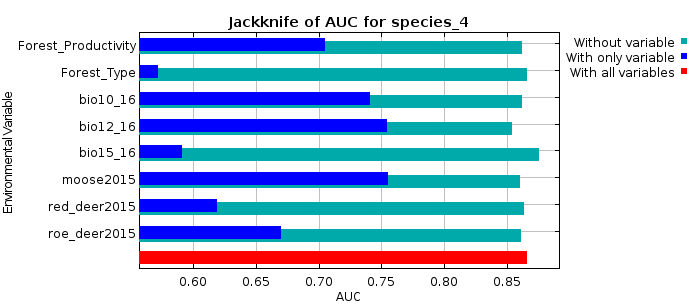 Jackknife of AUC for species_4
Environmental Variable
Forest_Productivity
Forest_Type
bio10_16
bio12_16
bio15_16
moose2015
red_deer2015
roe_deer2015
0.60 0.65 0.70 0.75 0.80 0.85
AUC
Without variable
With only variable
With all variables